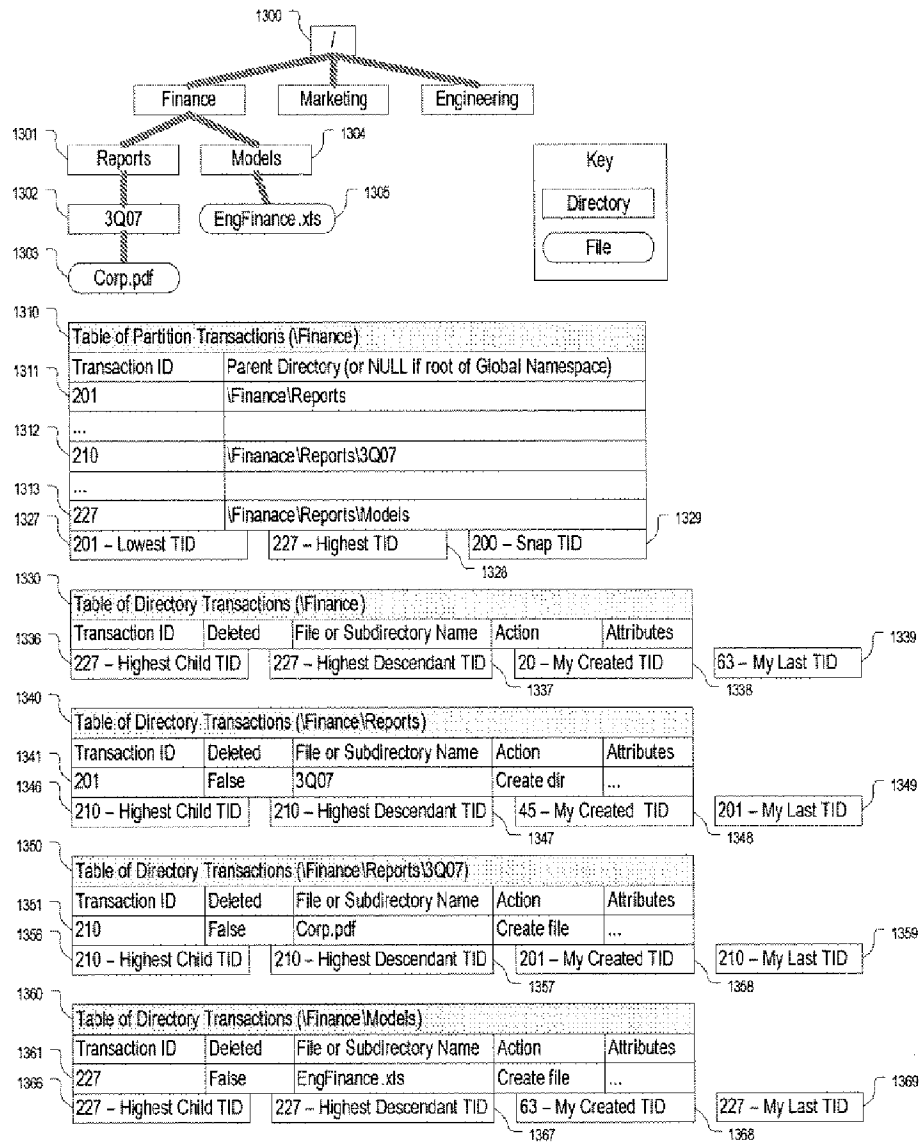 1300
/
Finance Marketing Engineering
1301 1304
Reports Models Key
1302 1305 Directory
3Q07 EngFinance.xls
1303 File
Corp.pdf
1310
Table of Partition Transactions (\Finance)
1311 Transaction ID Parent Directory (or NULL if root of Global Namespace)
201 \Finance\Reports
1312 ...
210 \Finanace\Reports\3Q07
1313 ...
1327 227 \Finanace\Reports\Models 1329
201 – Lowest TID 227 – Highest TID 200 – Snap TID
1328
1330
Table of Directory Transactions (\Finance)
1336 Transaction ID Deleted File or Subdirectory Name Action Attributes 1339
227 – Highest Child TID 227 – Highest Descendant TID 20 – My Created TID 63 – My Last TID
1337 1338
1340
Table of Directory Transactions (\Finance\Reports)
1341 Transaction ID Deleted File or Subdirectory Name Action Attributes
201 False 3Q07 Create dir ... 1349
1346 210 – Highest Child TID 210 – Highest Descendant TID 45 – My Created TID 201 – My Last TID
1347 1348
1350
Table of Directory Transactions (\Finance\Reports\3Q07)
1351 Transaction ID Deleted File or Subdirectory Name Action Attributes
210 False Corp.pdf Create file ... 1359
1356 210 – Highest Child TID 210 – Highest Descendant TID 201 – My Created TID 210 – My Last TID
1357 1358
1360
Table of Directory Transactions (\Finance\Models)
1361 Transaction ID Deleted File or Subdirectory Name Action Attributes
227 False EngFinance.xls Create file ... 1369
1366 227 – Highest Child TID 227 – Highest Descendant TID 63 – My Created TID 227 – My Last TID
1367 1368